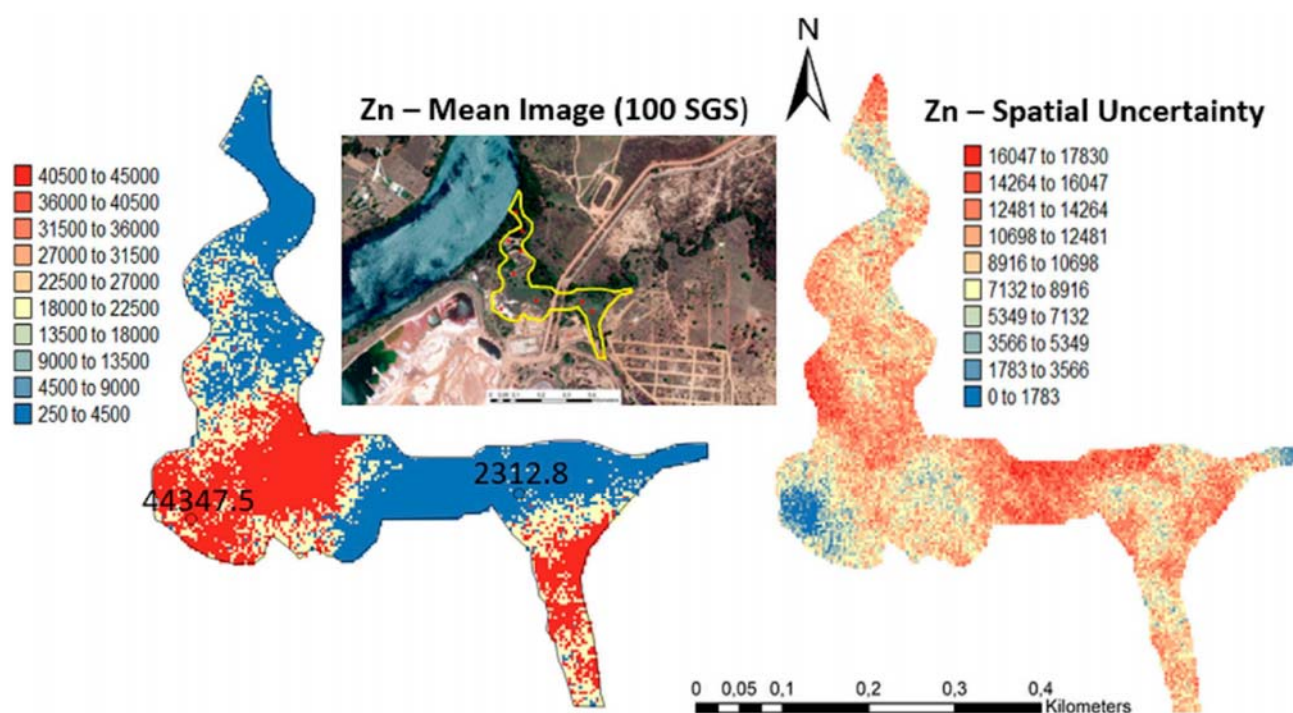 N
Zn – Mean Image (100 SGS)
Zn – Spatial Uncertainty
40500 to 45000
36000 to 40500
31500 to 36000
27000 to 31500
22500 to 27000
18000 to 22500
13500 to 18000
9000 to 13500
4500 to 9000
250 to 4500
16047 to 17830
14264 to 16047
12481 to 14264
10698 to 12481
8916 to 10698
7132 to 8916
5349 to 7132
3566 to 5349
1783 to 3566
0 to 1783
44347.5
2312.8
0 0,05 0,1 0,2 0,3 0,4
Kilometers